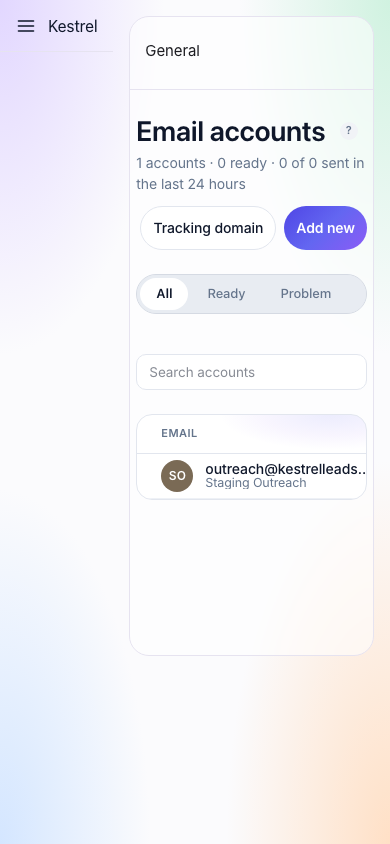 Kestrel
General
Email accounts ?
1 accounts · 0 ready · 0 of 0 sent in
the last 24 hours
Tracking domain Add new
All Ready Problem
Search accounts
EMAIL
SO outreach@kestrelleads..
Staging Outreach